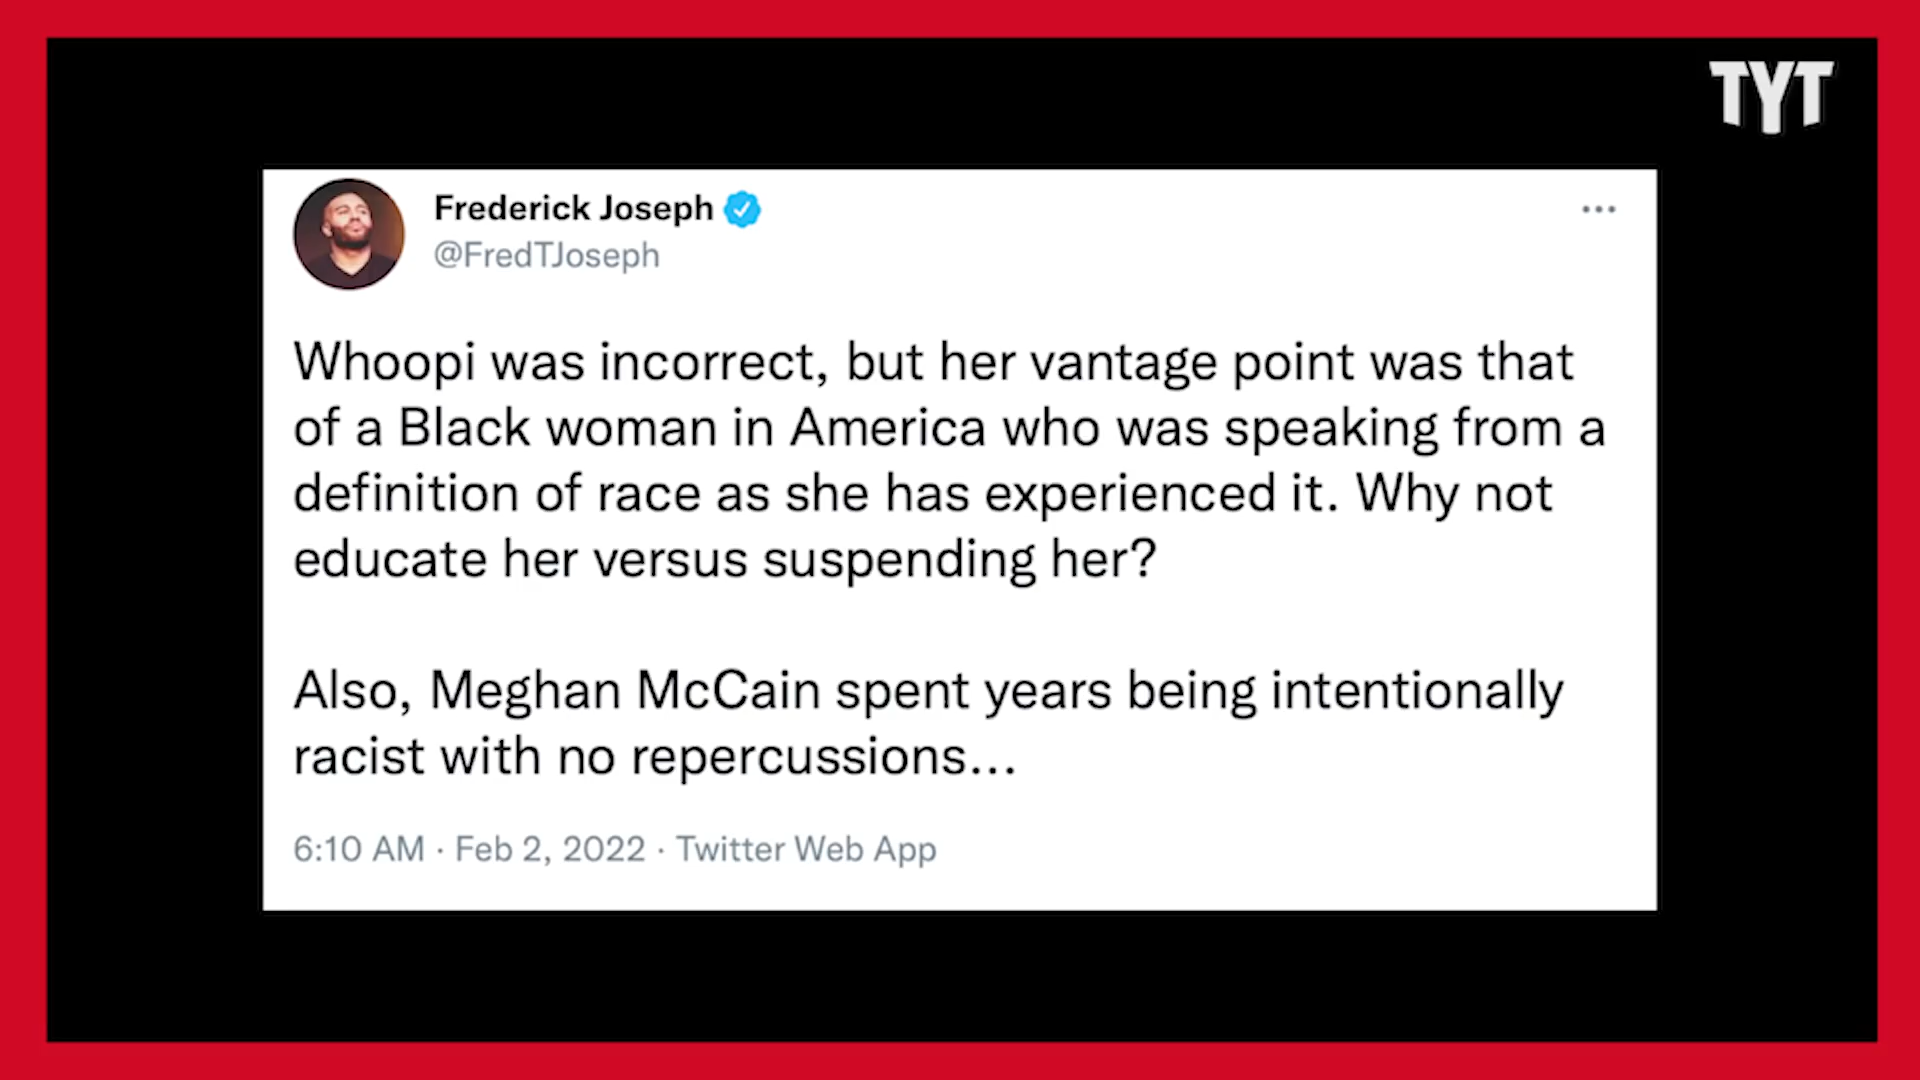 TYT
Frederick Joseph
@FredTJoseph
Whoopi was incorrect, but her vantage point was that
of a Black woman in America who was speaking from a
definition of race as she has experienced it. Why not
educate her versus suspending her?
Also, Meghan McCain spent years being intentionally
racist with no repercussions...
6:10 AM · Feb 2, 2022 · Twitter Web App